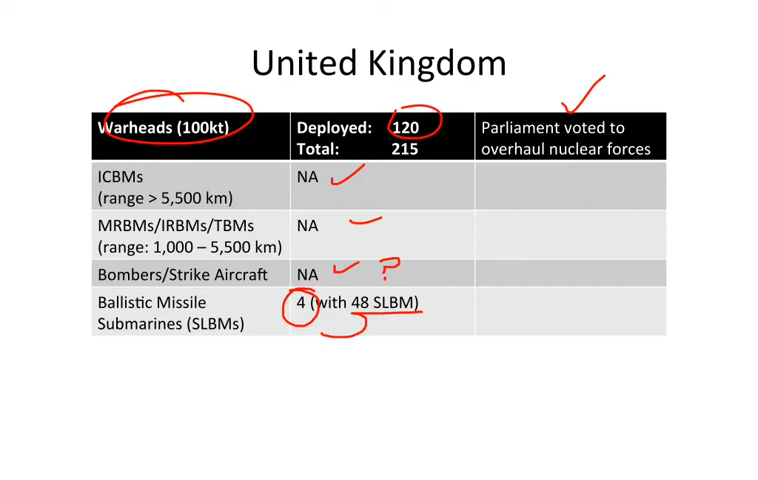 United Kingdom
Warheads (100kt)
Deployed: 120
Total: 215
Parliament voted to
overhaul nuclear forces
ICBMs
(range > 5,500 km)
NA
MRBMs/IRBMs/TBMs
(range: 1,000 – 5,500 km)
NA
Bombers/Strike Aircraft
NA
?
Ballistic Missile
Submarines (SLBMs)
4 (with 48 SLBM)